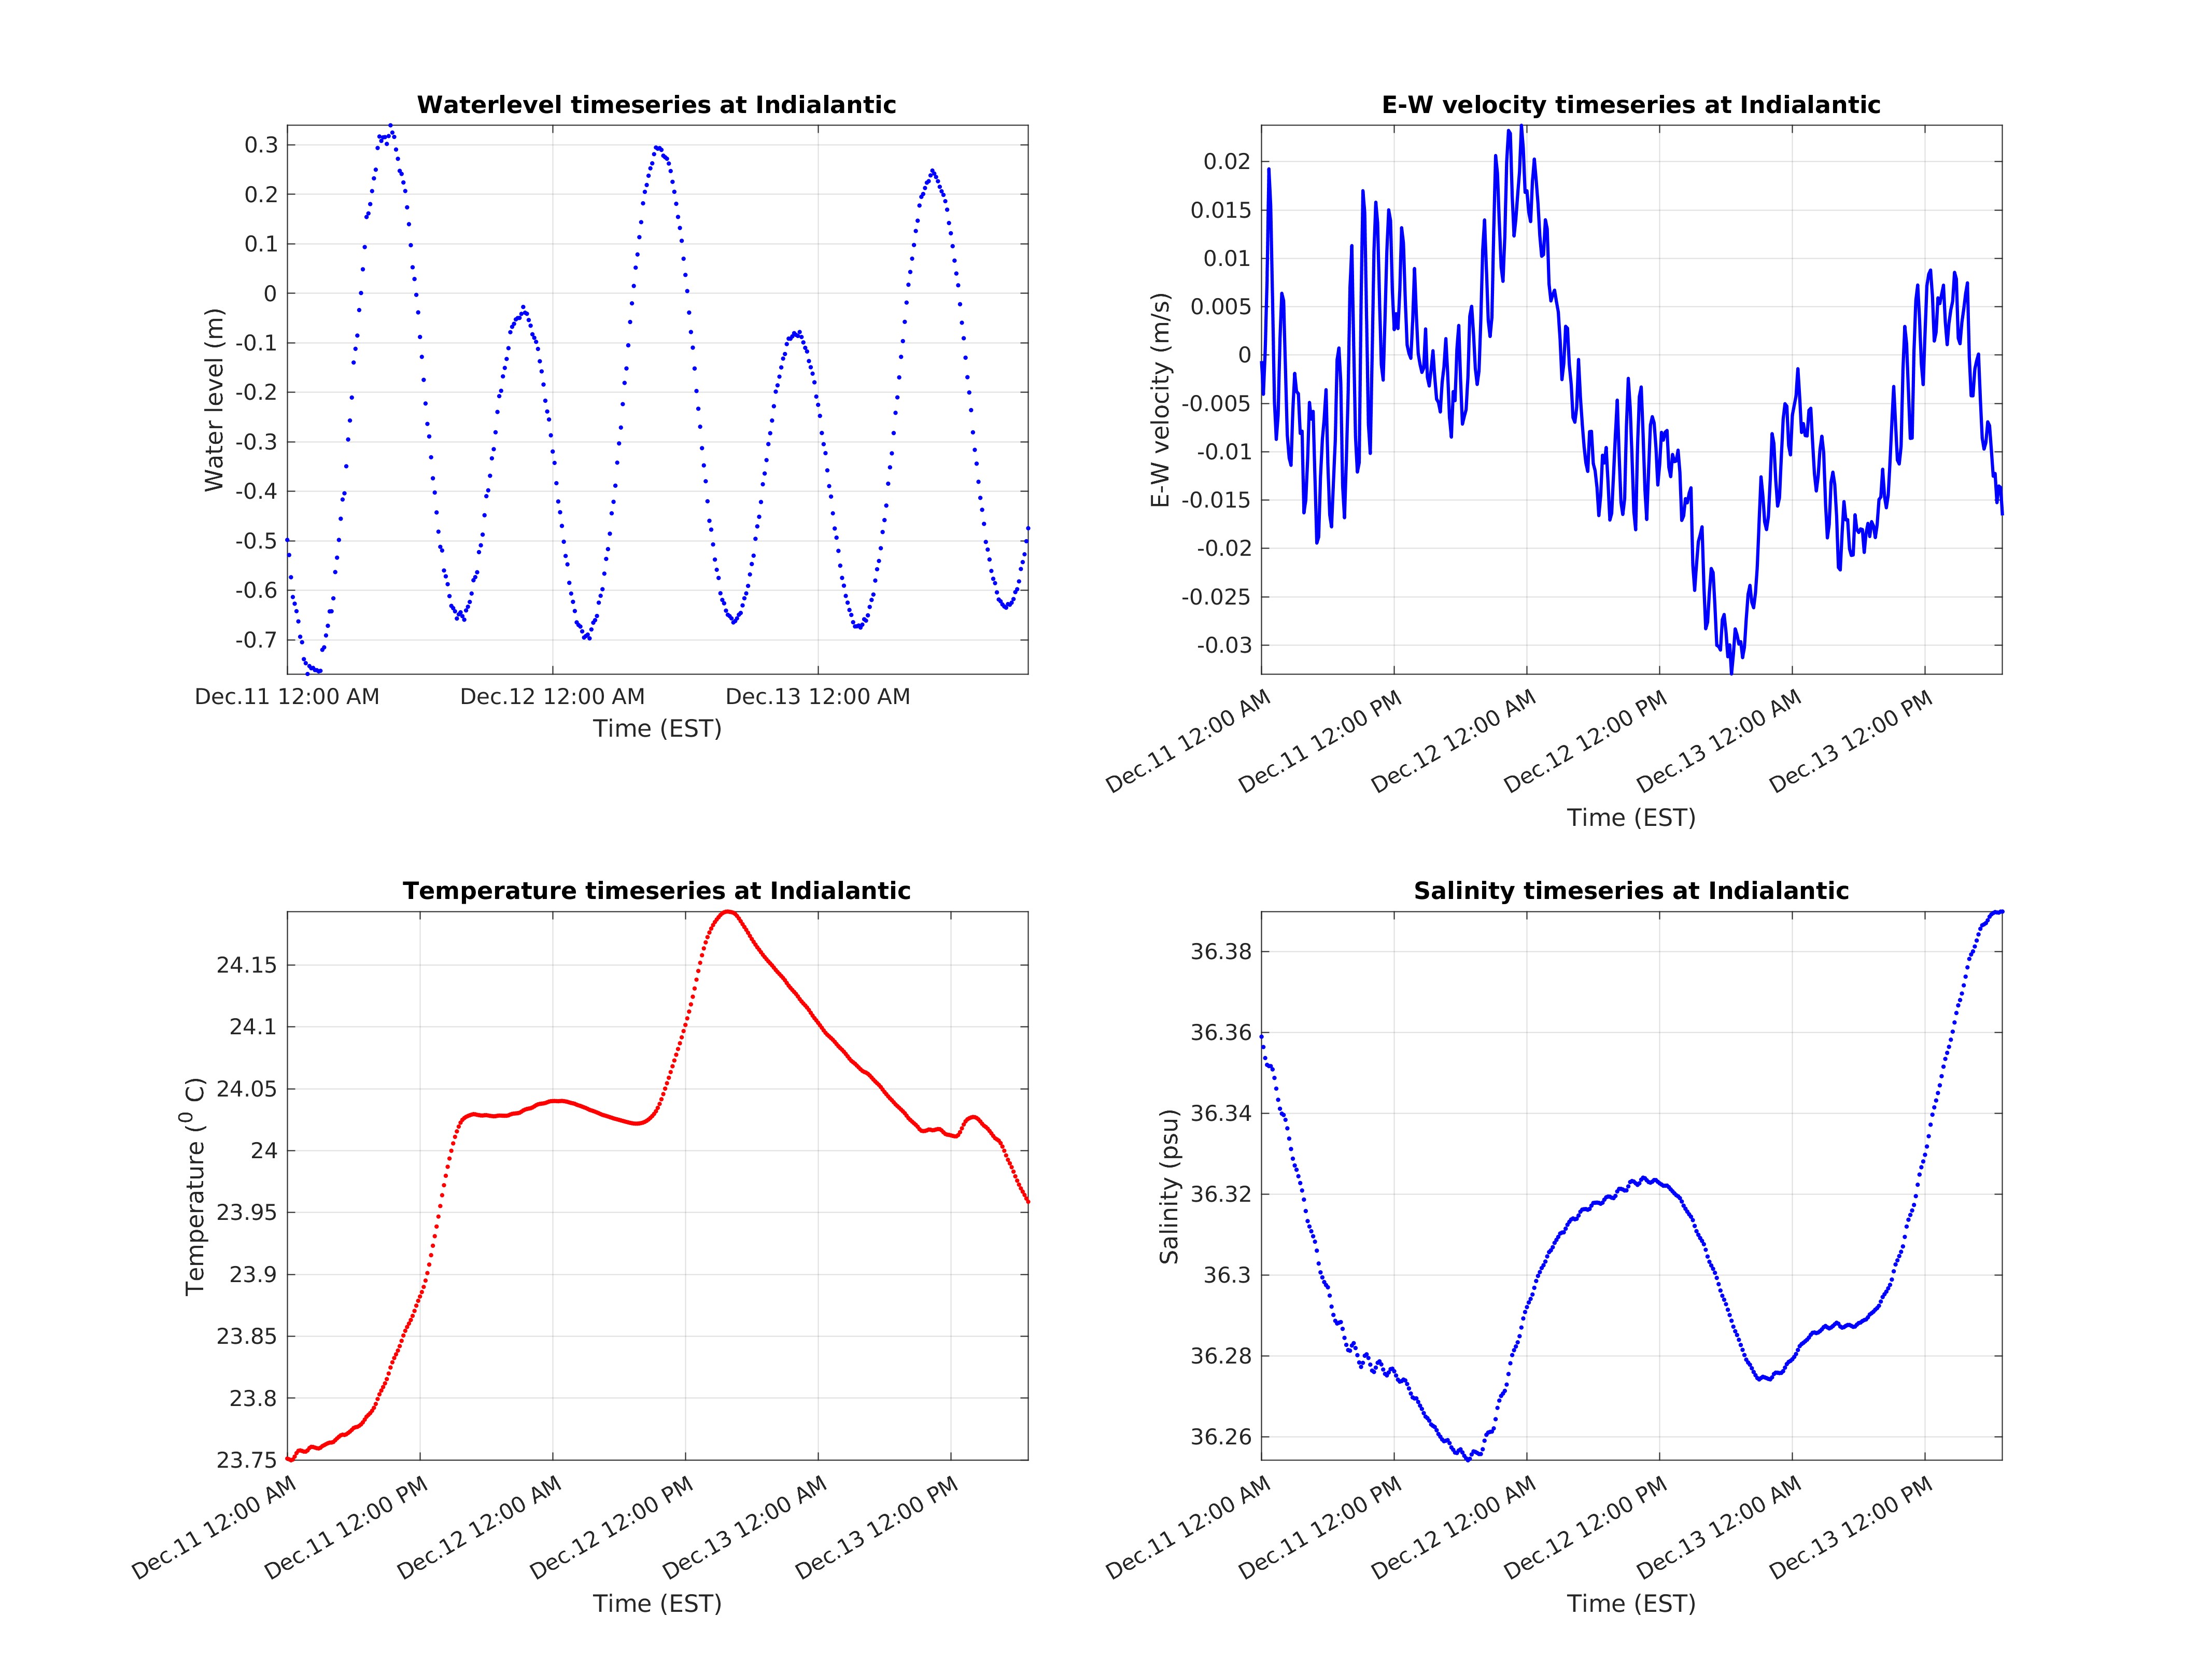 Waterlevel timeseries at Indialantic
0.3
0.2
0.1
0
-0.1
-0.2
-0.3
-0.4
-0.5
-0.6
-0.7
Water level (m)
Dec.11 12:00 AM
Dec.12 12:00 AM
Dec.13 12:00 AM
Time (EST)
E-W velocity timeseries at Indialantic
0.02
0.015
0.01
0.005
0
-0.005
-0.01
-0.015
-0.02
-0.025
-0.03
E-W velocity (m/s)
Dec.11 12:00 AM
Dec.11 12:00 PM
Dec.12 12:00 AM
Dec.12 12:00 PM
Dec.13 12:00 AM
Dec.13 12:00 PM
Time (EST)
Temperature timeseries at Indialantic
24.15
24.1
24.05
24
23.95
23.9
23.85
23.8
23.75
Temperature (⁰ C)
Dec.11 12:00 AM
Dec.11 12:00 PM
Dec.12 12:00 AM
Dec.12 12:00 PM
Dec.13 12:00 AM
Dec.13 12:00 PM
Time (EST)
Salinity timeseries at Indialantic
36.38
36.36
36.34
36.32
36.3
36.28
36.26
Salinity (psu)
Dec.11 12:00 AM
Dec.11 12:00 PM
Dec.12 12:00 AM
Dec.12 12:00 PM
Dec.13 12:00 AM
Dec.13 12:00 PM
Time (EST)